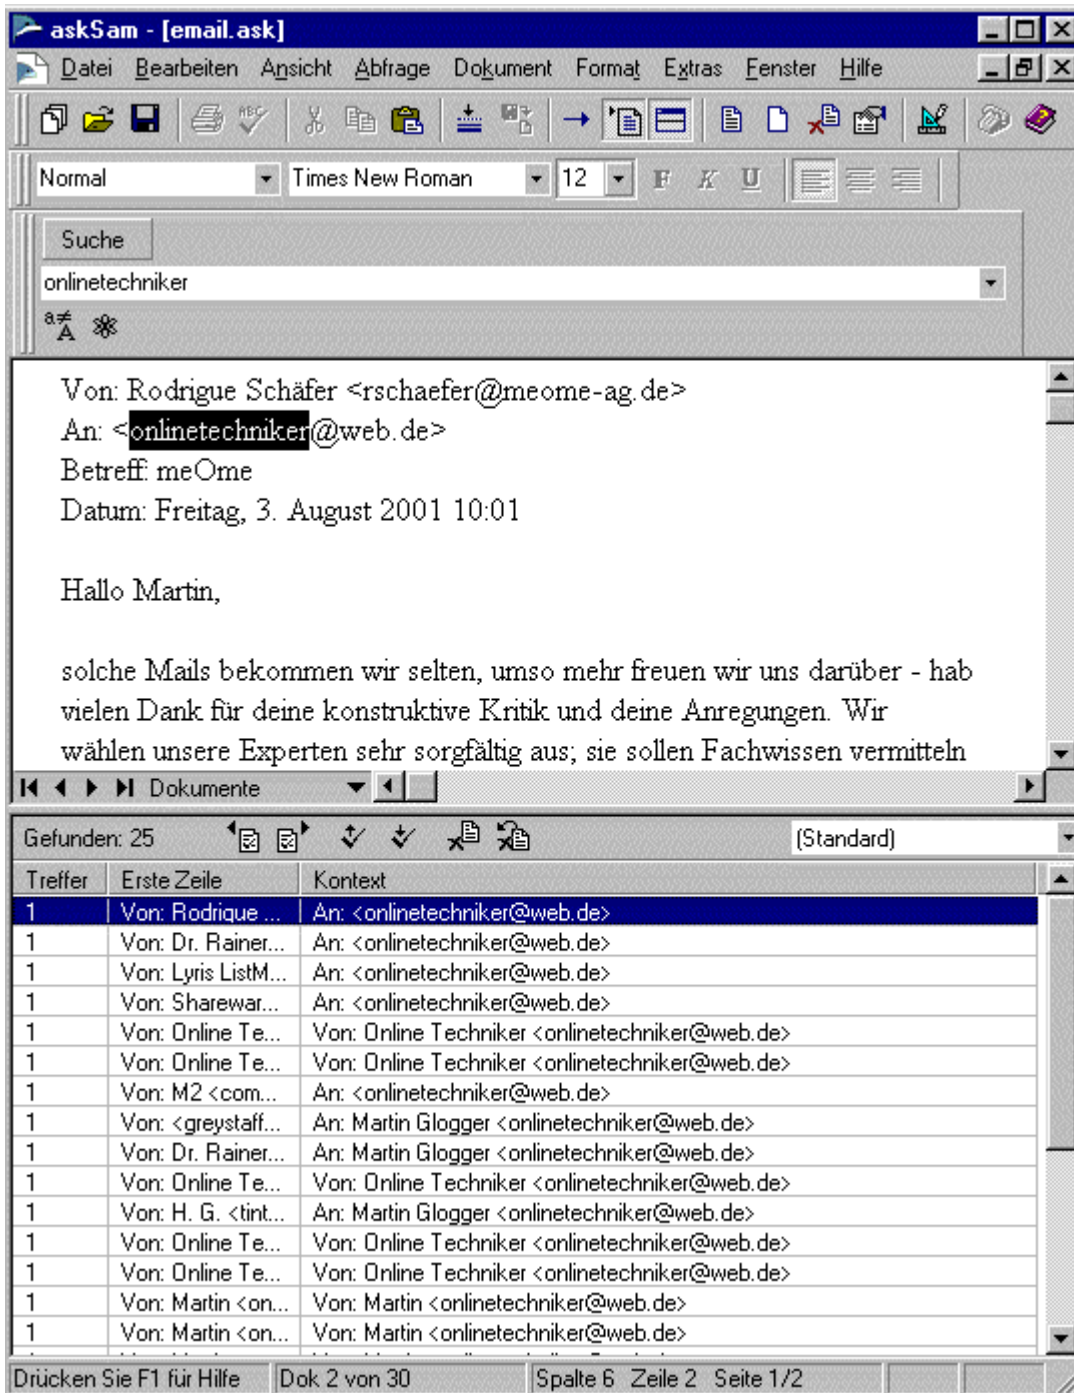 askSam - [email.ask]
Datei Bearbeiten Ansicht Abfrage Dokument Format Extras Fenster Hilfe
Normal Times New Roman 12 F K U
Suche
onlinetechniker
Von: Rodrigue Schäfer <rschaefer@meome-ag.de>
An: <onlinetechniker@web.de>
Betreff: meOme
Datum: Freitag, 3. August 2001 10:01
Hallo Martin,
solche Mails bekommen wir selten, umso mehr freuen wir uns darüber - hab
vielen Dank für deine konstruktive Kritik und deine Anregungen. Wir
wählen unsere Experten sehr sorgfältig aus; sie sollen Fachwissen vermitteln
Dokumente
Gefunden: 25 (Standard)
Treffer Erste Zeile Kontext
1 Von: Rodrigue ... An: <onlinetechniker@web.de>
1 Von: Dr. Rainer... An: <onlinetechniker@web.de>
1 Von: Lyris ListM... An: <onlinetechniker@web.de>
1 Von: Sharewar... An: <onlinetechniker@web.de>
1 Von: Online Te... Von: Online Techniker <onlinetechniker@web.de>
1 Von: Online Te... Von: Online Techniker <onlinetechniker@web.de>
1 Von: M2 <com... An: <onlinetechniker@web.de>
1 Von: <greystaff... An: Martin Glogger <onlinetechniker@web.de>
1 Von: Dr. Rainer... An: Martin Glogger <onlinetechniker@web.de>
1 Von: Online Te... Von: Online Techniker <onlinetechniker@web.de>
1 Von: H. G. <tint... An: Martin Glogger <onlinetechniker@web.de>
1 Von: Online Te... Von: Online Techniker <onlinetechniker@web.de>
1 Von: Online Te... Von: Online Techniker <onlinetechniker@web.de>
1 Von: Martin <on... Von: Martin <onlinetechniker@web.de>
1 Von: Martin <on... Von: Martin <onlinetechniker@web.de>
Drücken Sie F1 für Hilfe Dok 2 von 30 Spalte 6 Zeile 2 Seite 1/2